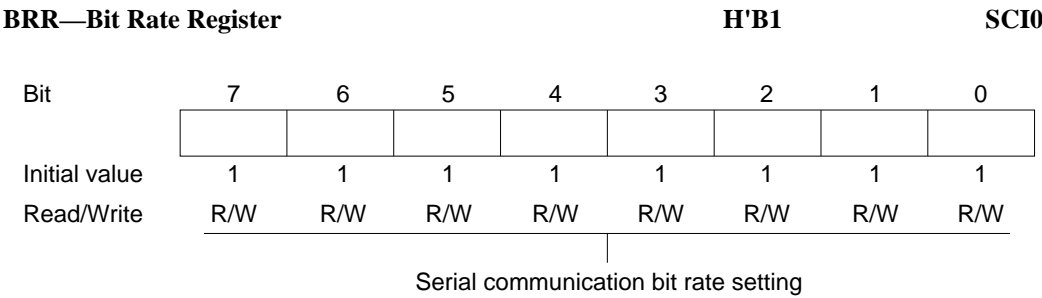 BRR—Bit Rate Register H'B1 SCI0
Bit 7 6 5 4 3 2 1 0
Initial value 1 1 1 1 1 1 1 1
Read/Write R/W R/W R/W R/W R/W R/W R/W R/W
Serial communication bit rate setting